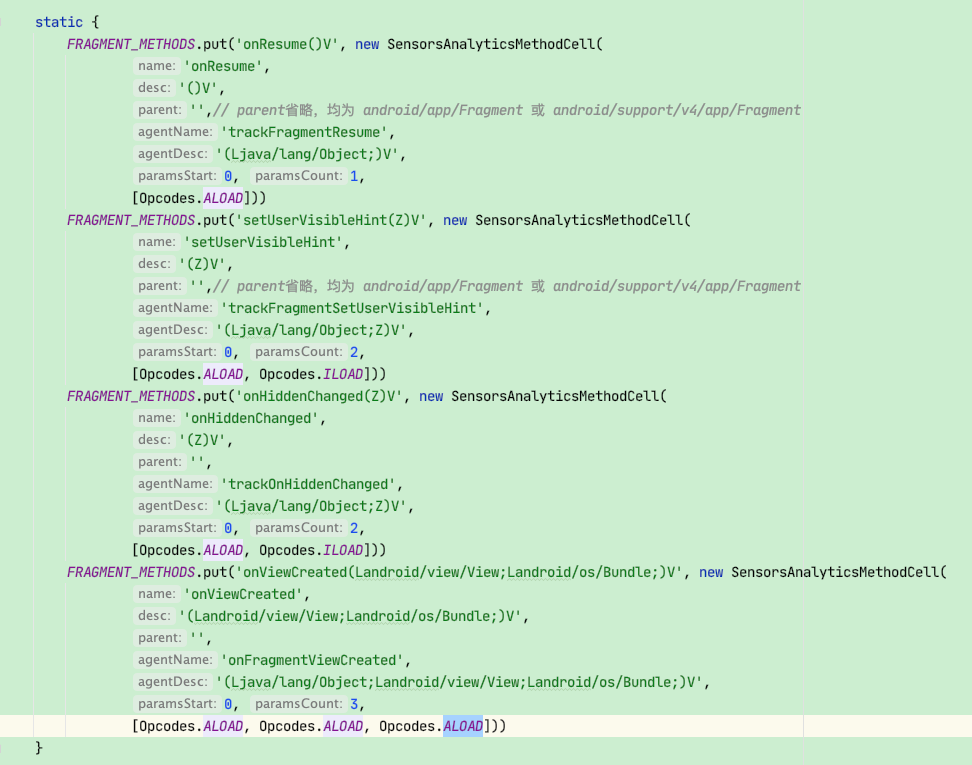 static {
FRAGMENT_METHODS.put('onResume()V', new SensorsAnalyticsMethodCell(
name: 'onResume',
desc: '()V',
parent: '',// parent省略，均为 android/app/Fragment 或 android/support/v4/app/Fragment
agentName: 'trackFragmentResume',
agentDesc: '(Ljava/lang/Object;)V',
paramsStart: 0, paramsCount: 1,
[Opcodes.ALOAD]))
FRAGMENT_METHODS.put('setUserVisibleHint(Z)V', new SensorsAnalyticsMethodCell(
name: 'setUserVisibleHint',
desc: '(Z)V',
parent: '',// parent省略，均为 android/app/Fragment 或 android/support/v4/app/Fragment
agentName: 'trackFragmentSetUserVisibleHint',
agentDesc: '(Ljava/lang/Object;Z)V',
paramsStart: 0, paramsCount: 2,
[Opcodes.ALOAD, Opcodes.ILOAD]))
FRAGMENT_METHODS.put('onHiddenChanged(Z)V', new SensorsAnalyticsMethodCell(
name: 'onHiddenChanged',
desc: '(Z)V',
parent: '',
agentName: 'trackOnHiddenChanged',
agentDesc: '(Ljava/lang/Object;Z)V',
paramsStart: 0, paramsCount: 2,
[Opcodes.ALOAD, Opcodes.ILOAD]))
FRAGMENT_METHODS.put('onViewCreated(Landroid/view/View;Landroid/os/Bundle;)V', new SensorsAnalyticsMethodCell(
name: 'onViewCreated',
desc: '(Landroid/view/View;Landroid/os/Bundle;)V',
parent: '',
agentName: 'onFragmentViewCreated',
agentDesc: '(Ljava/lang/Object;Landroid/view/View;Landroid/os/Bundle;)V',
paramsStart: 0, paramsCount: 3,
[Opcodes.ALOAD, Opcodes.ALOAD, Opcodes.ALOAD]))
}